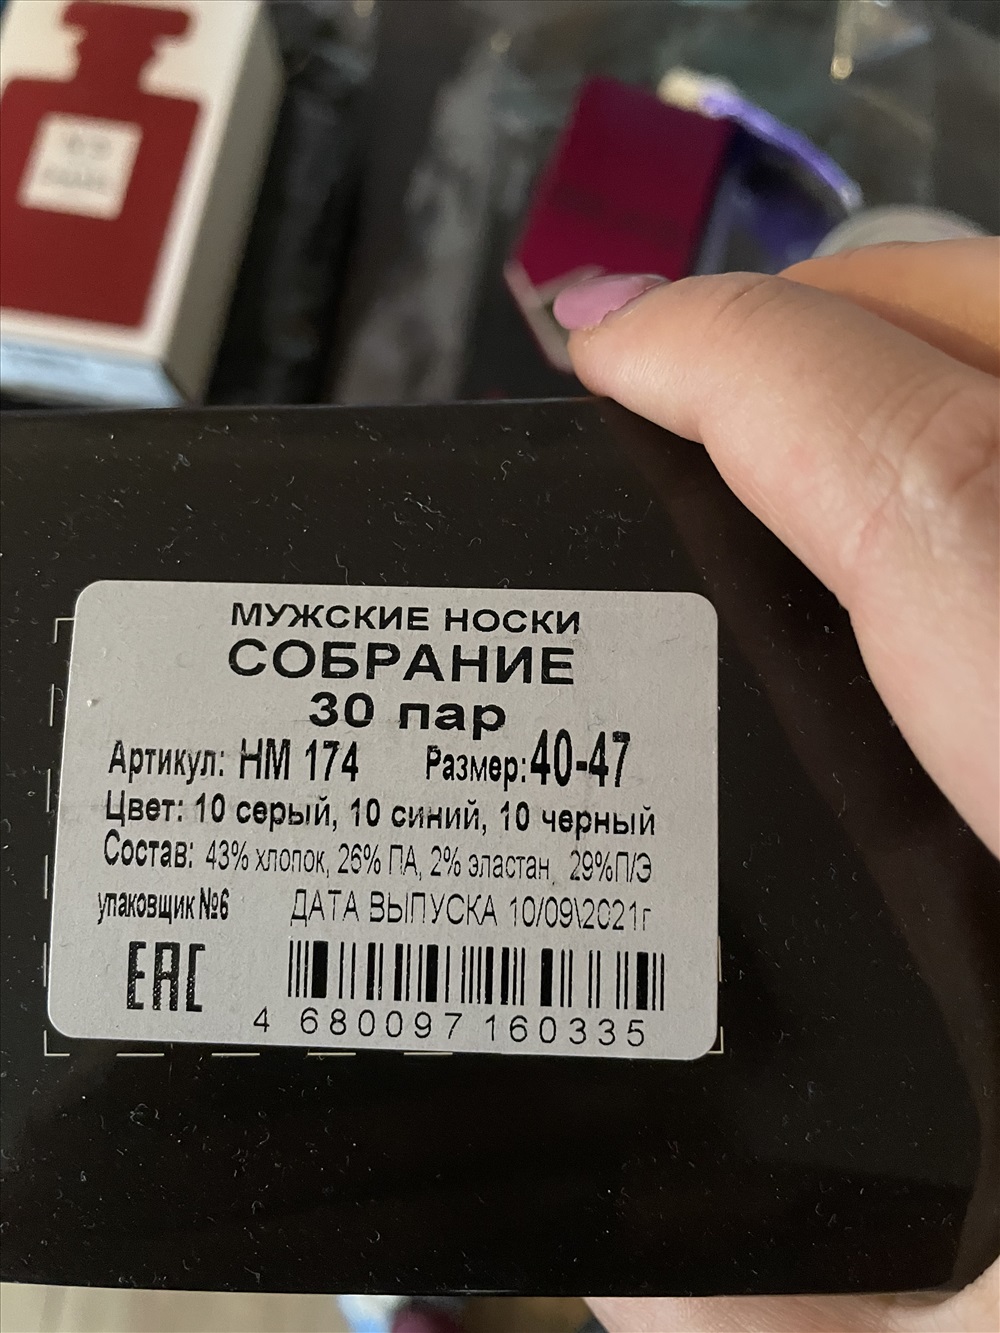 МУЖСКИЕ НОСКИ
СОБРАНИЕ
30 пар
Артикул: НМ 174 Размер: 40-47
Цвет: 10 серый, 10 синий, 10 черный
Состав: 43% хлопок, 26% ПА, 2% эластан, 29%П/Э
упаковщик №6 ДАТА ВЫПУСКА 10/09\2021г
EAC
4 680097 160335